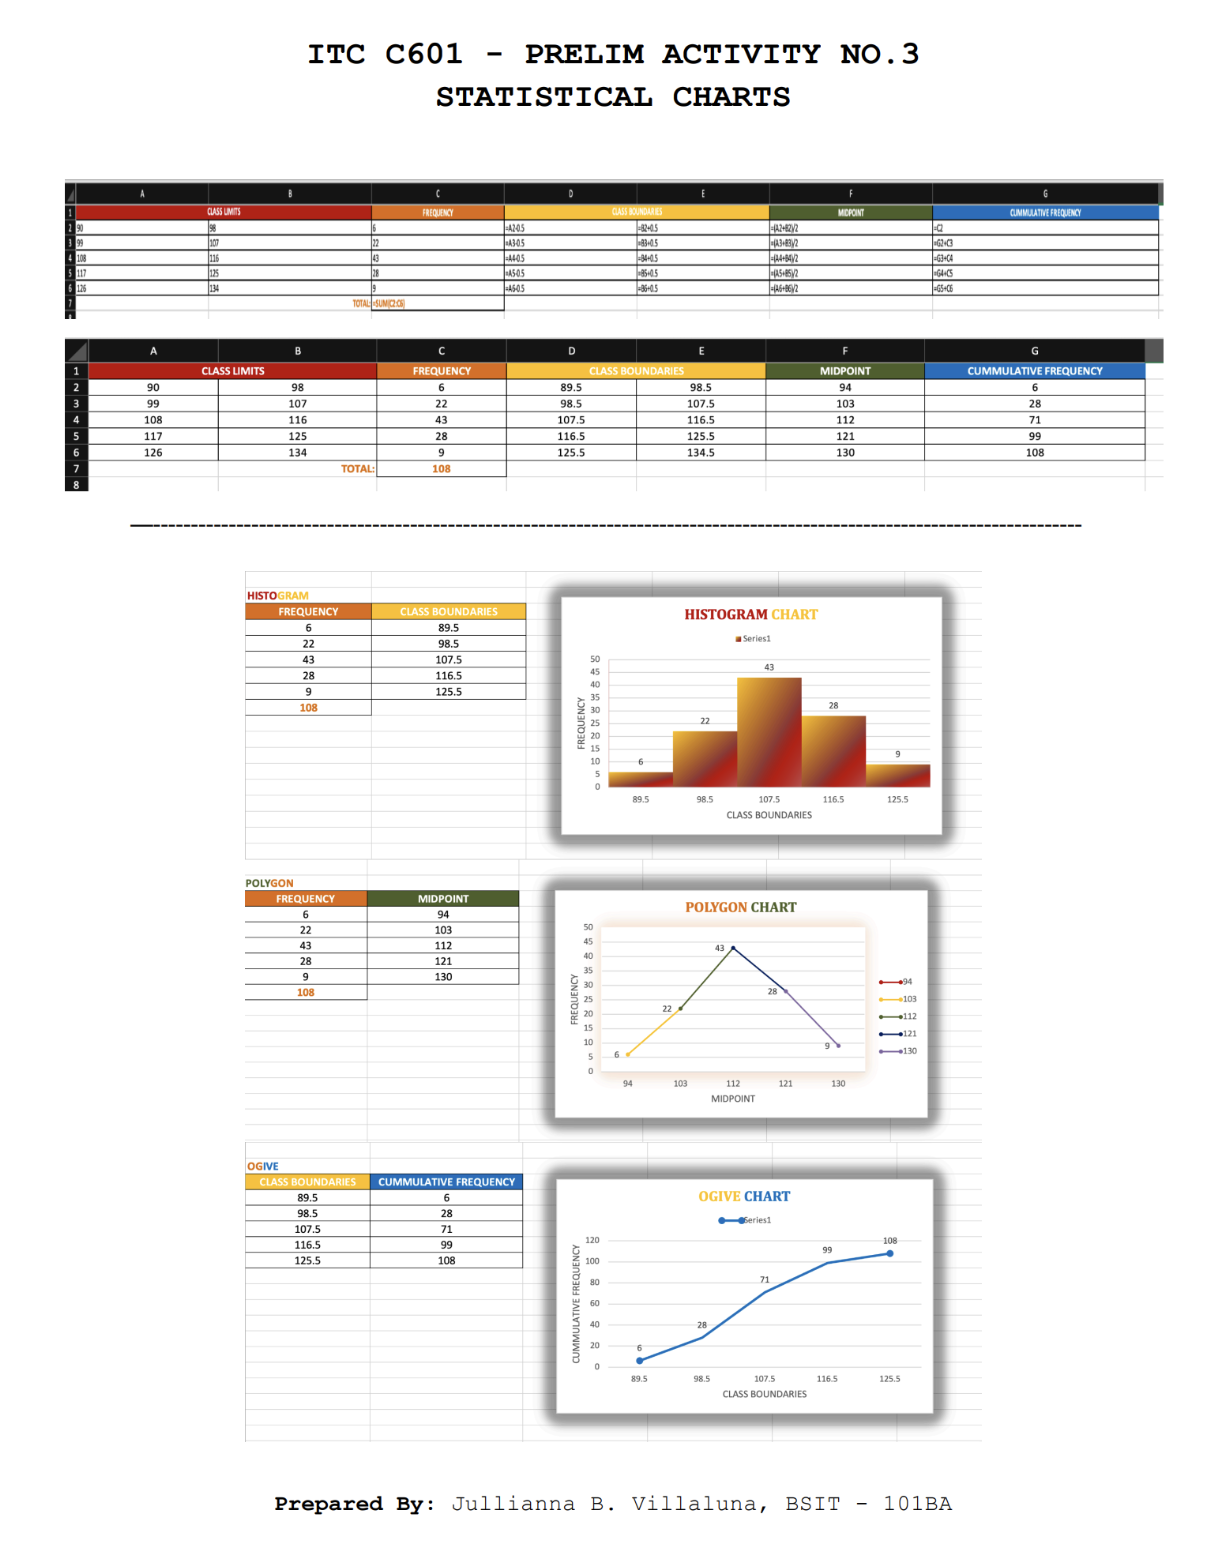 ITC C601 - PRELIM ACTIVITY NO.3
STATISTICAL CHARTS
A B C D E F G
1 CLASS LIMITS FREQUENCY CLASS BOUNDARIES MIDPOINT CUMMULATIVE FREQUENCY
2 90 98 6 =A2-0.5 =B2+0.5 =(A2+B2)/2 =C2
3 99 107 22 =A3-0.5 =B3+0.5 =(A3+B3)/2 =G2+C3
4 108 116 43 =A4-0.5 =B4+0.5 =(A4+B4)/2 =G3+C4
5 117 125 28 =A5-0.5 =B5+0.5 =(A5+B5)/2 =G4+C5
6 126 134 9 =A6-0.5 =B6+0.5 =(A6+B6)/2 =G5+C6
7 TOTAL: =SUM(C2:C6)
8
A B C D E F G
1 CLASS LIMITS FREQUENCY CLASS BOUNDARIES MIDPOINT CUMMULATIVE FREQUENCY
2 90 98 6 89.5 98.5 94 6
3 99 107 22 98.5 107.5 103 28
4 108 116 43 107.5 116.5 112 71
5 117 125 28 116.5 125.5 121 99
6 126 134 9 125.5 134.5 130 108
7 TOTAL: 108
8
HISTOGRAM
FREQUENCY CLASS BOUNDARIES
6 89.5
22 98.5
43 107.5
28 116.5
9 125.5
108
HISTOGRAM CHART
Series1
50
45
40
35
30
25
20
15
10
5
0
FREQUENCY
6 22 43 28 9
89.5 98.5 107.5 116.5 125.5
CLASS BOUNDARIES
POLYGON
FREQUENCY MIDPOINT
6 94
22 103
43 112
28 121
9 130
108
POLYGON CHART
50
45
40
35
30
25
20
15
10
5
0
FREQUENCY
6 22 43 28 9
94 103 112 121 130
MIDPOINT
94
103
112
121
130
OGIVE
CLASS BOUNDARIES CUMMULATIVE FREQUENCY
89.5 6
98.5 28
107.5 71
116.5 99
125.5 108
OGIVE CHART
Series1
120
100
80
60
40
20
0
CUMMULATIVE FREQUENCY
6 28 71 99 108
89.5 98.5 107.5 116.5 125.5
CLASS BOUNDARIES
Prepared By: Jullianna B. Villaluna, BSIT - 101BA